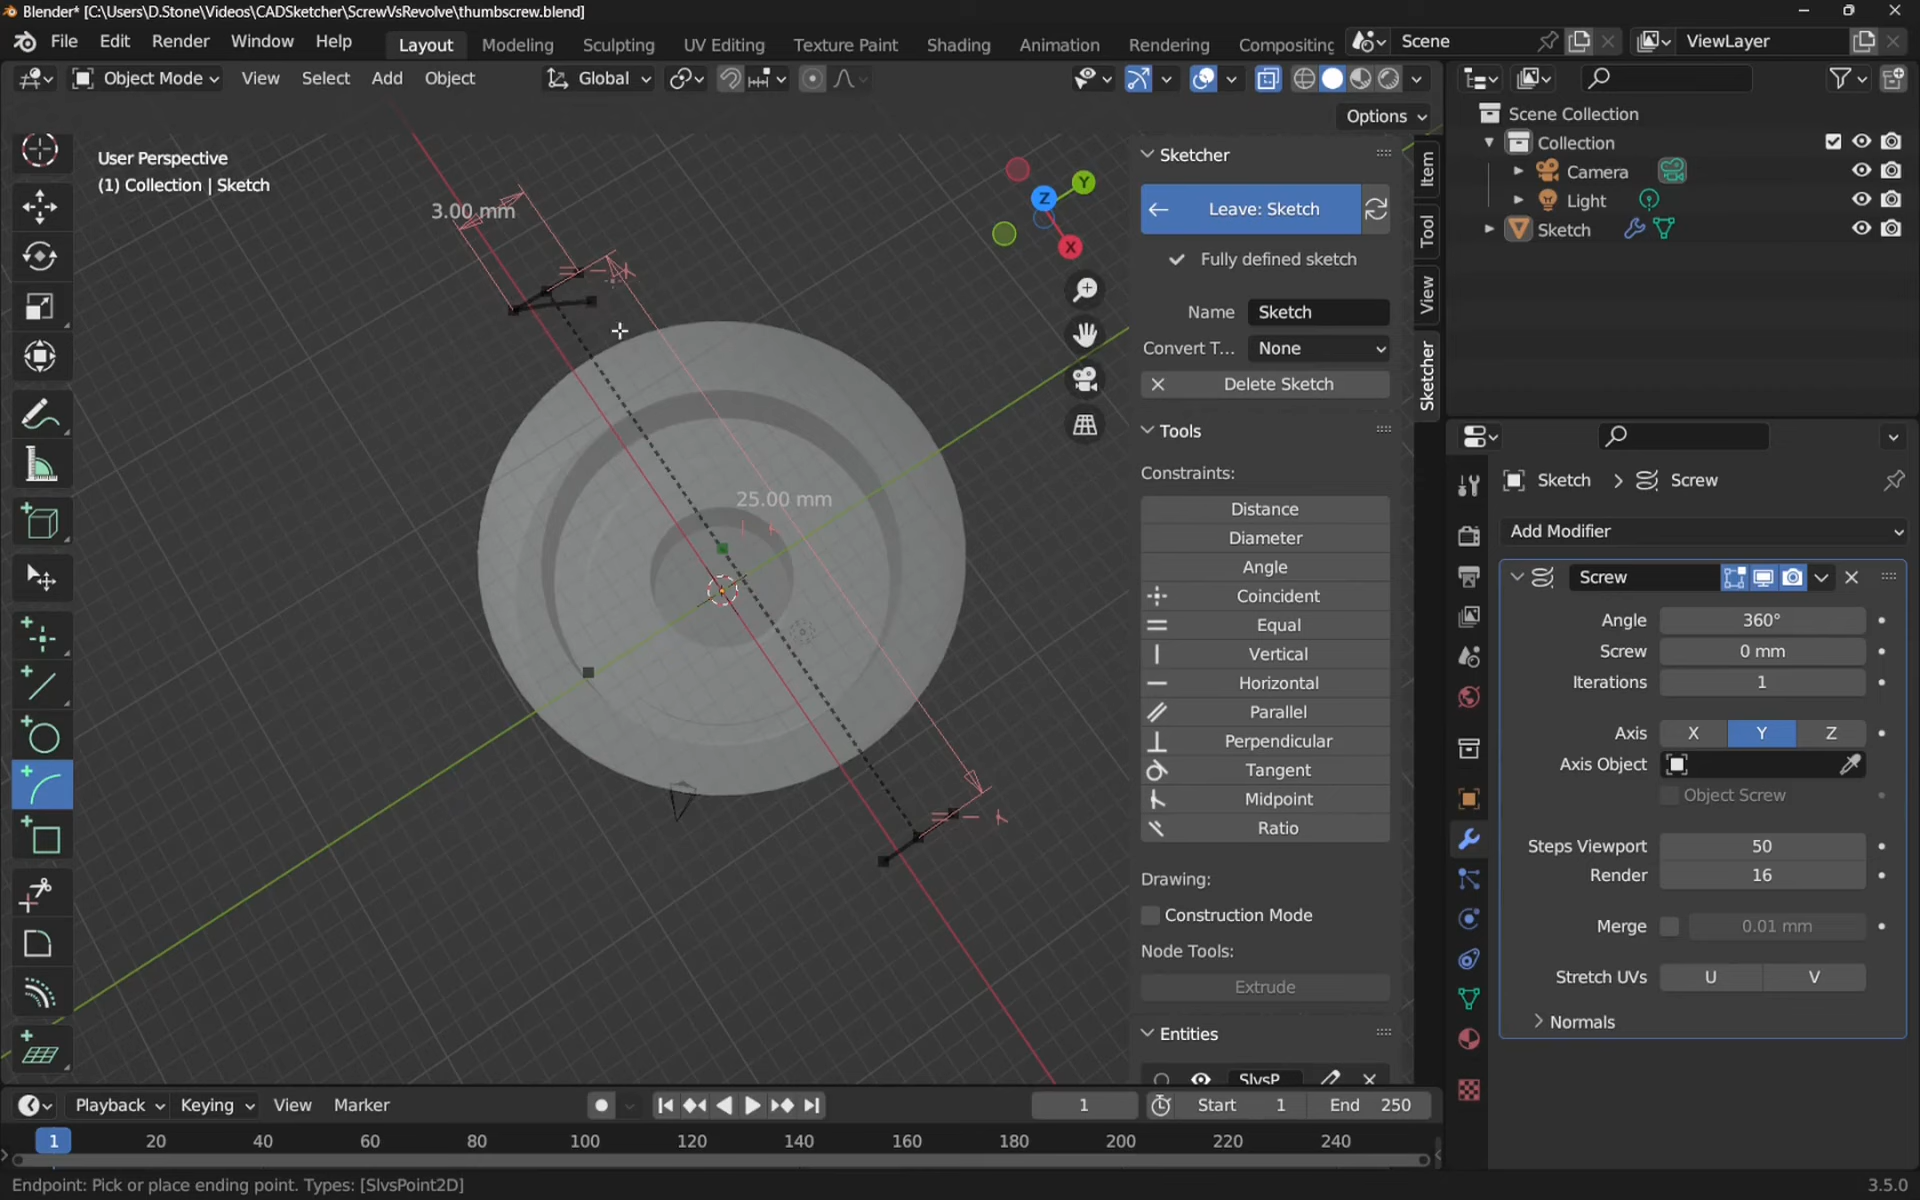 Blender* [C:\Users\D.Stone\Videos\CADSketcher\ScrewVsRevolve\thumbscrew.blend]
File Edit Render Window Help
Layout Modeling Sculpting UV Editing Texture Paint Shading Animation Rendering Compositing
Scene
ViewLayer
Object Mode View Select Add Object
Global
Options
User Perspective
(1) Collection | Sketch
3.00 mm
25.00 mm
Z
Y
X
Sketcher
Leave: Sketch
Fully defined sketch
Name Sketch
Convert T... None
Delete Sketch
Tools
Constraints:
Distance
Diameter
Angle
Coincident
Equal
Vertical
Horizontal
Parallel
Perpendicular
Tangent
Midpoint
Ratio
Drawing:
Construction Mode
Node Tools:
Extrude
Entities
SlvsP
Item
Tool
View
Sketcher
Scene Collection
Collection
Camera
Light
Sketch
Sketch Screw
Add Modifier
Screw
Angle 360°
Screw 0 mm
Iterations 1
Axis X Y Z
Axis Object
Object Screw
Steps Viewport 50
Render 16
Merge 0.01 mm
Stretch UVs U V
Normals
Playback Keying View Marker
1 Start 1 End 250
1 20 40 60 80 100 120 140 160 180 200 220 240
Endpoint: Pick or place ending point. Types: [SlvsPoint2D]
3.5.0